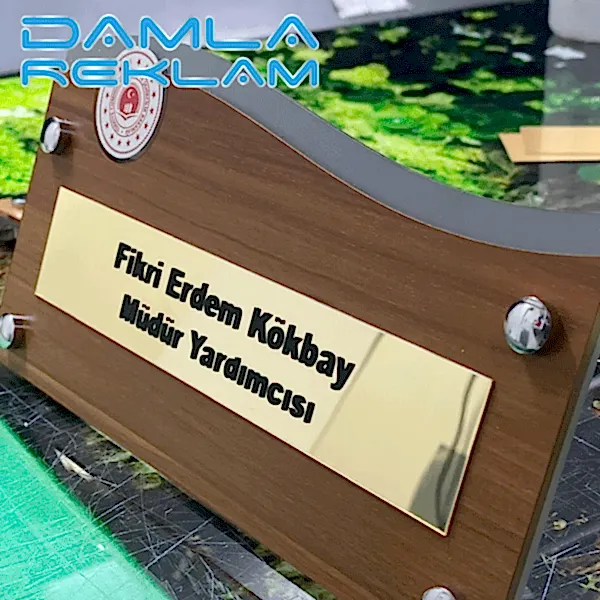 DAMLA
REKLAM
Fikri Erdem Kökbay
Müdür Yardımcısı